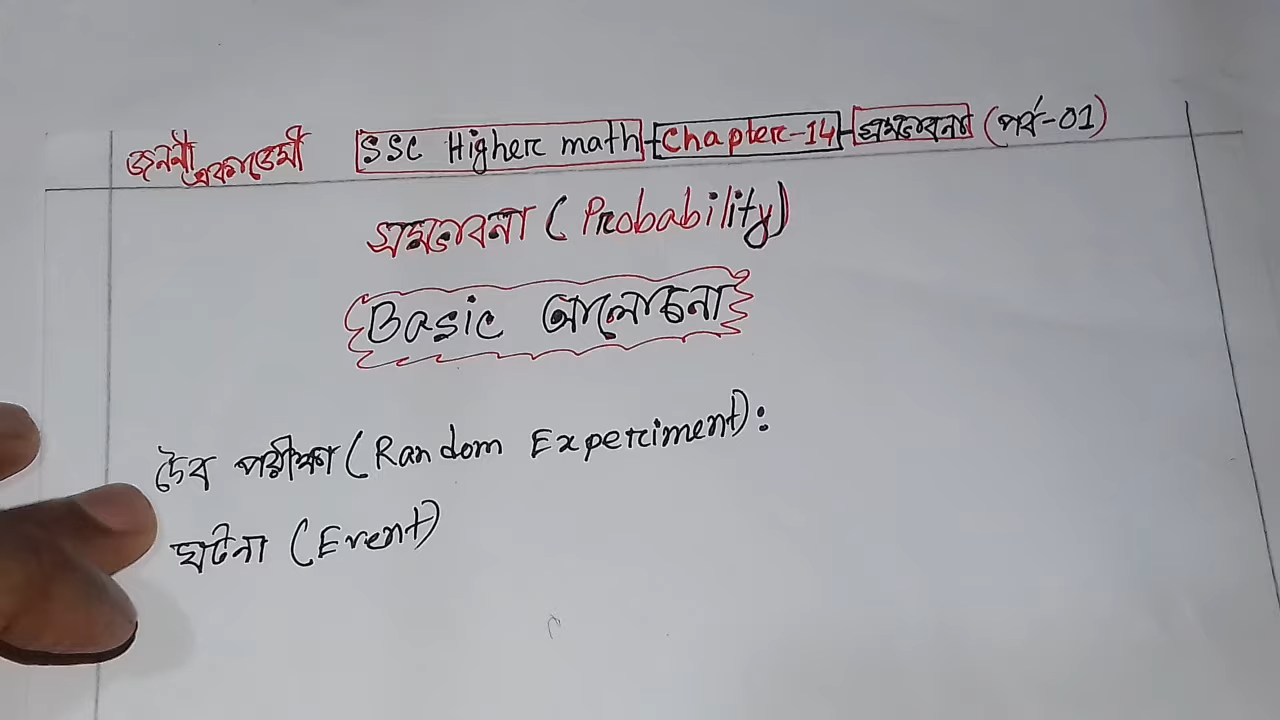 জননী একাডেমী SSC Higher math - Chapter-14 - সম্ভাবনা (পর্ব-01)
সম্ভাবনা (Probability)
Basic আলোচনা
দৈব পরীক্ষা (Random Experiment):
ঘটনা (Event)